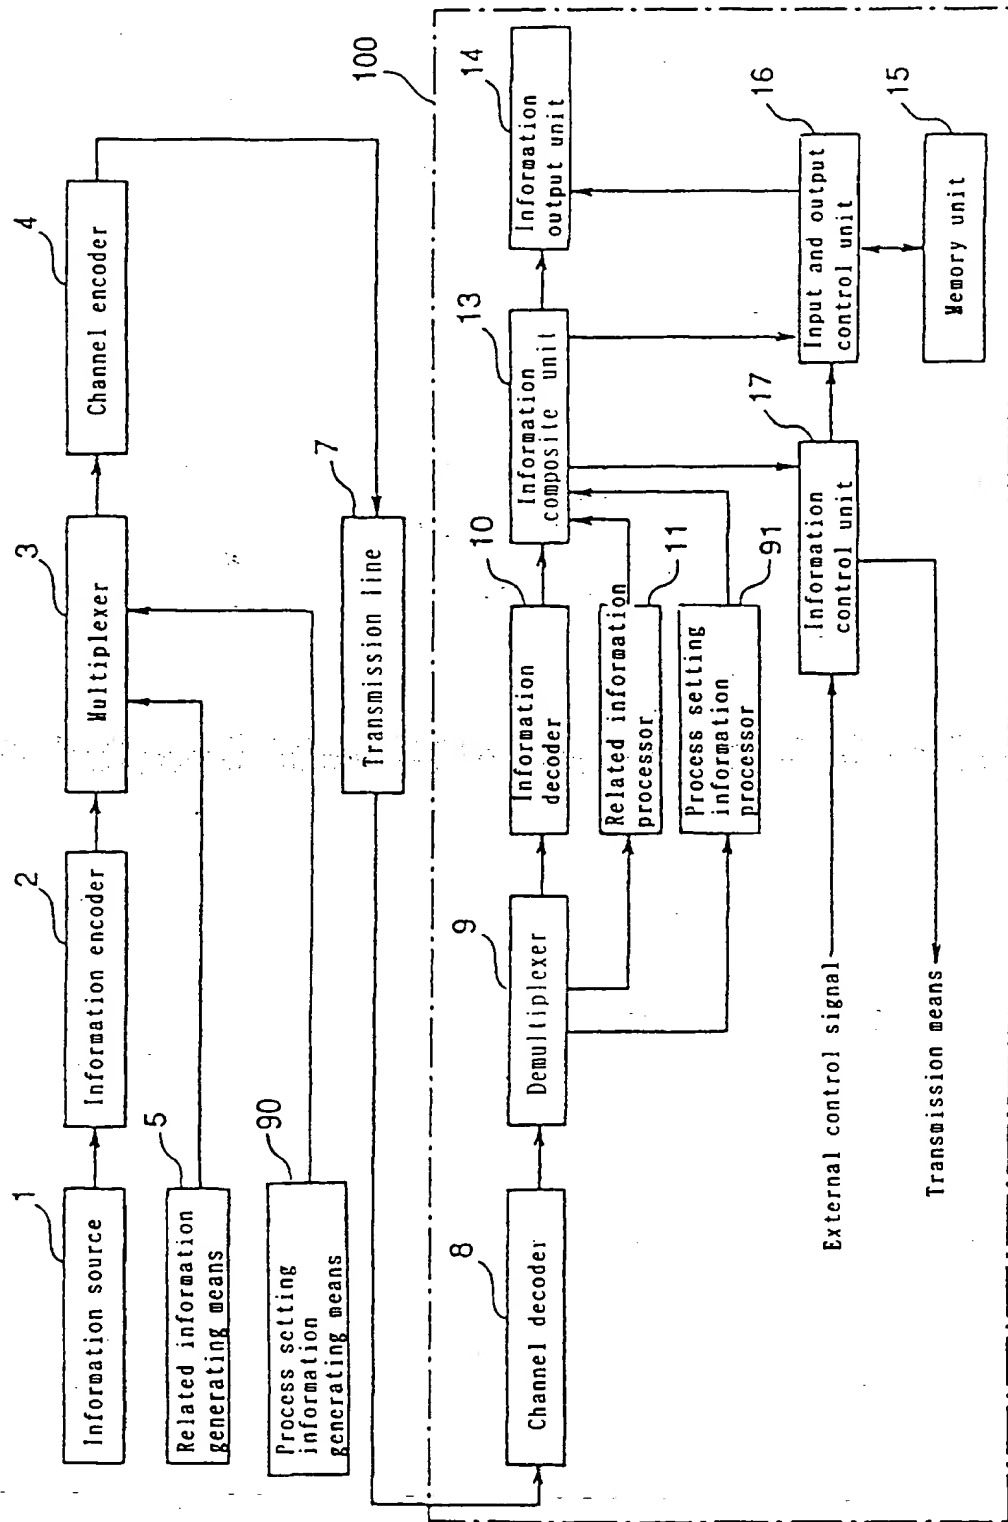 1
Information source
2
Information encoder
3
Multiplexer
4
Channel encoder
5
Related information
generating means
90
Process setting
information
generating means
7
Transmission line
100
8
Channel decoder
9
Demultiplexer
10
Information
decoder
11
Related information
processor
91
Process setting
information
processor
13
Information
composite unit
14
Information
output unit
17
Information
control unit
16
Input and output
control unit
15
Memory unit
External control signal
Transmission means